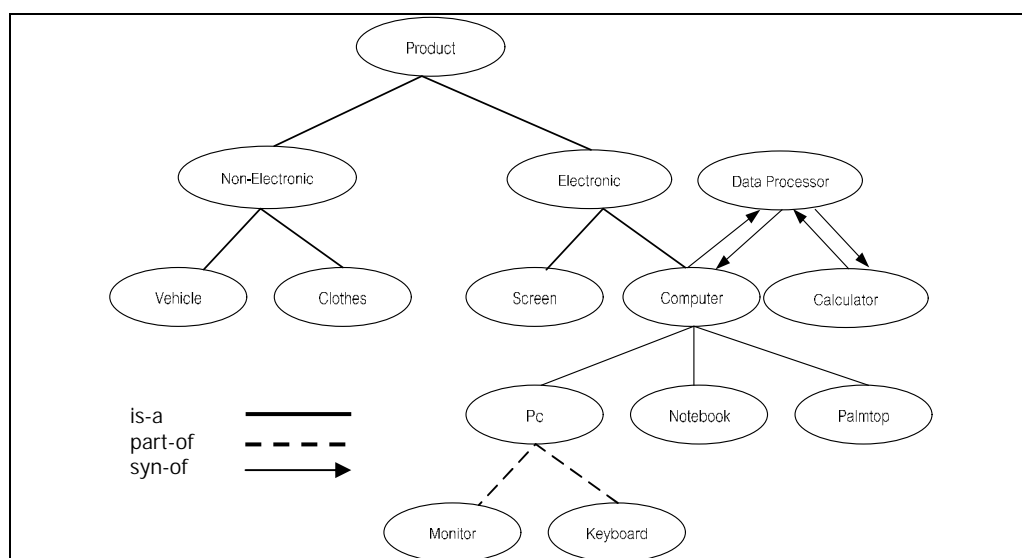 Product
Non-Electronic
Electronic
Data Processor
Vehicle
Clothes
Screen
Computer
Calculator
Pc
Notebook
Palmtop
is-a
part-of
syn-of
Monitor
Keyboard